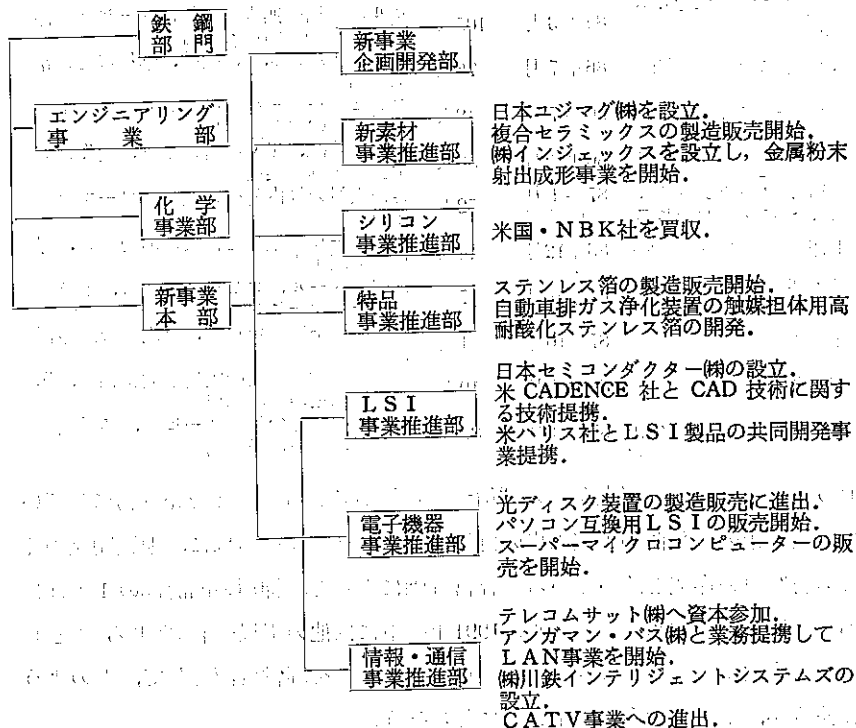 鉄鋼
部門
エンジニアリング
事業部
化学
事業部
新事業
本部
新事業
企画開発部
新素材
事業推進部
日本ユジマグ㈱を設立.
複合セラミックスの製造販売開始.
㈱インジェックスを設立し，金属粉末
射出成形事業を開始.
シリコン
事業推進部
米国・NBK社を買収.
特品
事業推進部
ステンレス箔の製造販売開始.
自動車排ガス浄化装置の触媒担体用高
耐酸化ステンレス箔の開発.
LSI
事業推進部
日本セミコンダクター㈱の設立.
米 CADENCE 社と CAD 技術に関す
る技術提携.
米ハリス社とLSI製品の共同開発事
業提携.
電子機器
事業推進部
光ディスク装置の製造販売に進出.
パソコン互換用LSIの販売開始.
スーパーマイクロコンピューターの販
売を開始.
情報・通信
事業推進部
テレコムサット㈱へ資本参加.
アンガマン・バス㈱と業務提携して
LAN事業を開始.
㈱川鉄インテリジェントシステムズの
設立.
CATV事業への進出.